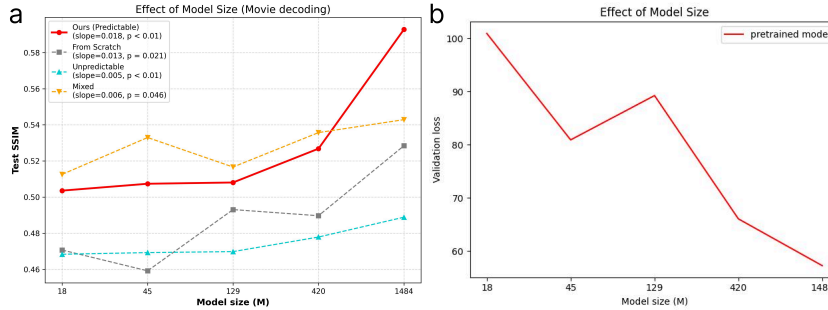 a
Effect of Model Size (Movie decoding)
Ours (Predictable)
(slope=0.018, p < 0.01)
From Scratch
(slope=0.013, p = 0.021)
Unpredictable
(slope=0.005, p < 0.01)
Mixed
(slope=0.006, p = 0.046)
0.58
0.56
0.54
0.52
0.50
0.48
0.46
Test SSIM
18
45
129
420
1484
Model size (M)
b
Effect of Model Size
pretrained mode
100
90
80
70
60
Validation loss
18
45
129
420
148
Model size (M)